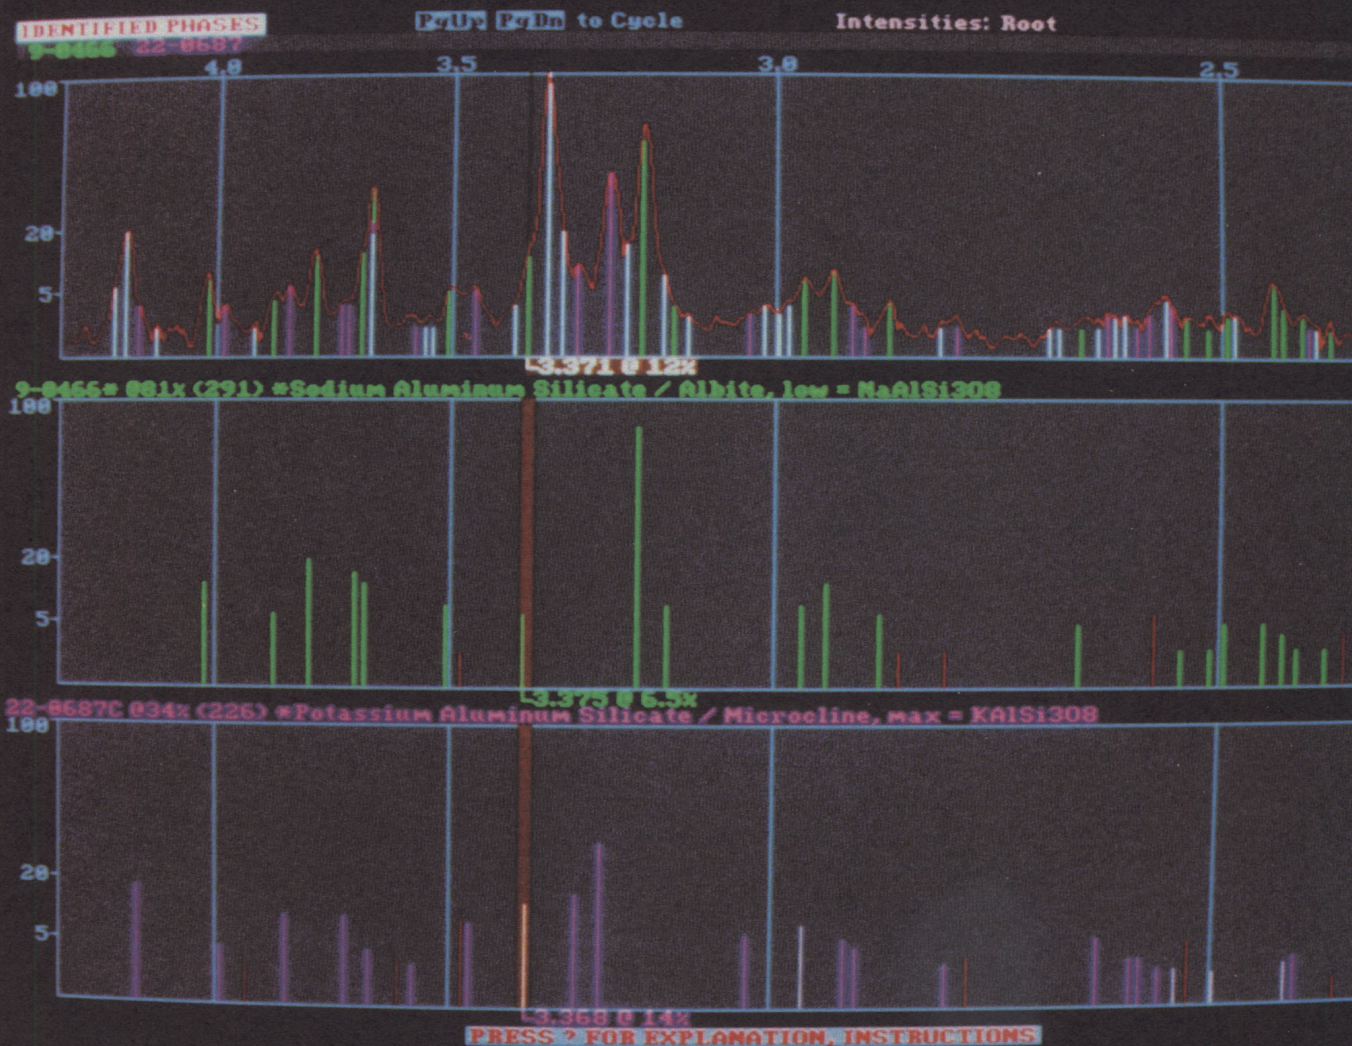 IDENTIFIED PHASES PgUp PgDn to Cycle Intensities: Root
9-0466 22-0687
4.0 3.5 3.0 2.5
100
20
5
3.371 @ 12%
9-0466* @81% (291) *Sodium Aluminum Silicate / Albite, low = NaAlSi3O8
100
20
5
3.375 @ 6.5%
22-0687C @34% (226) *Potassium Aluminum Silicate / Microcline, max = KAlSi3O8
100
20
5
3.368 @ 14%
PRESS ? FOR EXPLANATION, INSTRUCTIONS